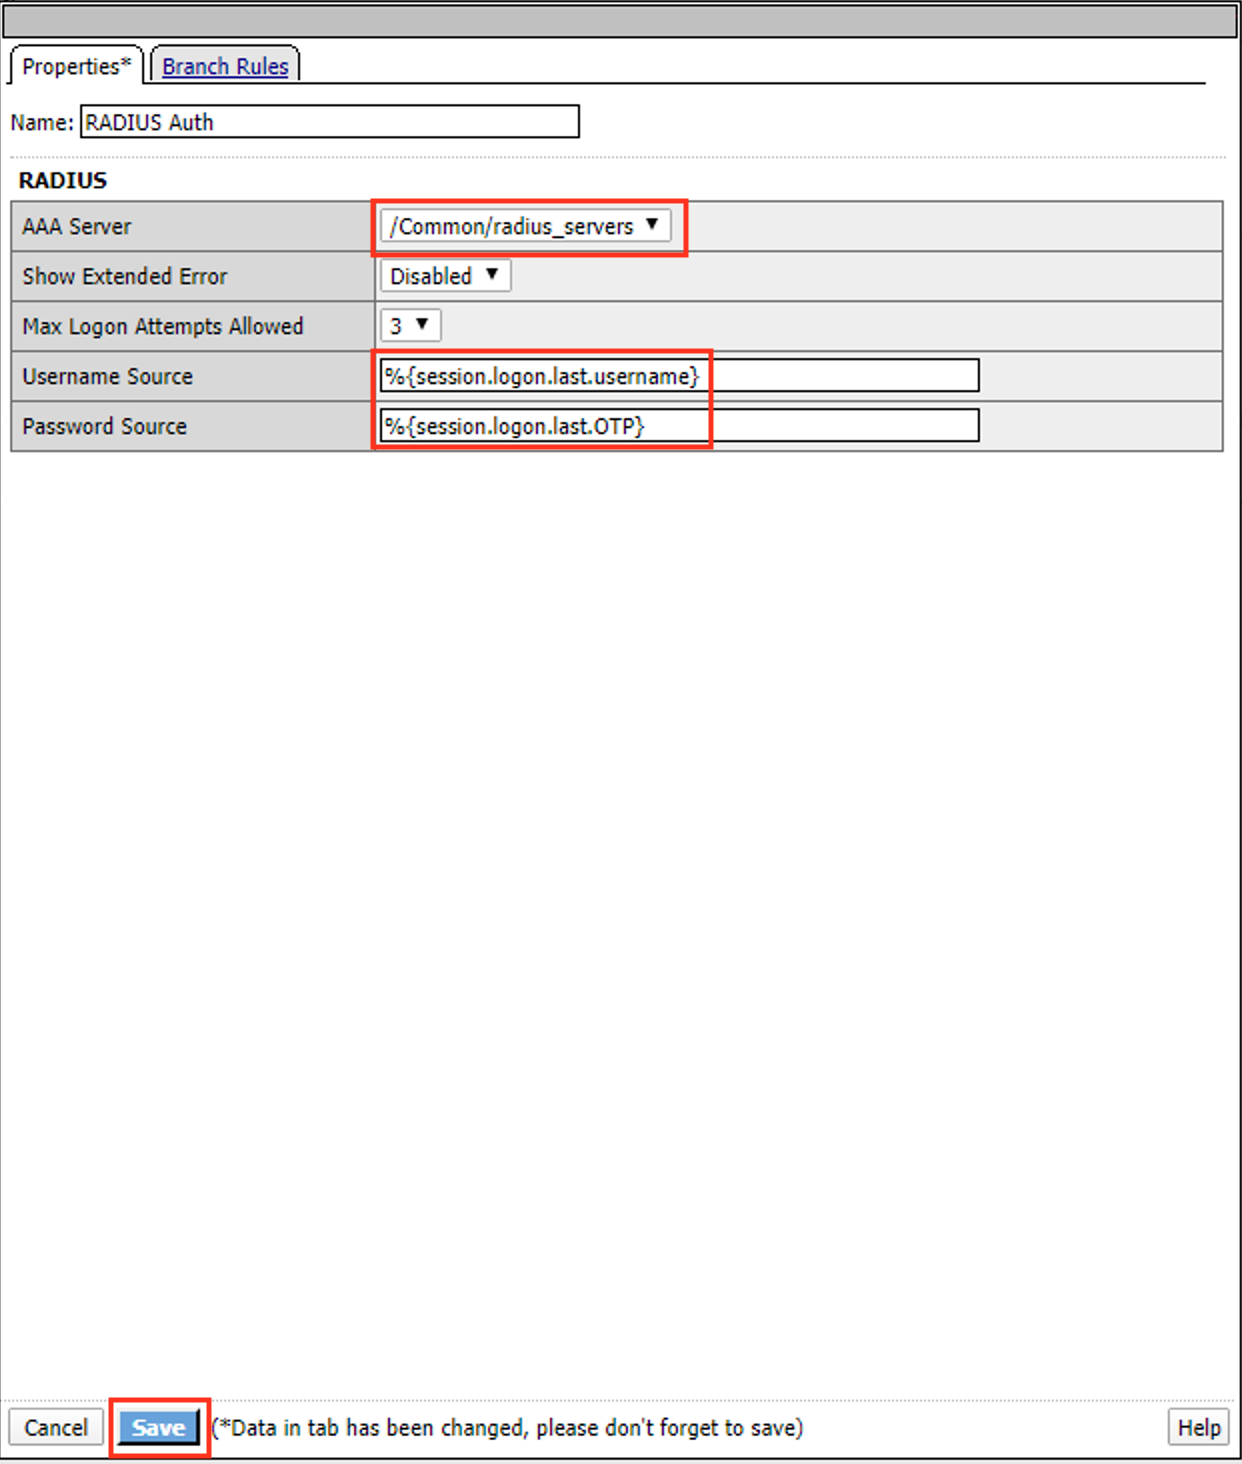 Properties* Branch Rules
Name: RADIUS Auth
RADIUS
AAA Server /Common/radius_servers ▼
Show Extended Error Disabled ▼
Max Logon Attempts Allowed 3 ▼
Username Source %{session.logon.last.username}
Password Source %{session.logon.last.OTP}
Cancel Save (*Data in tab has been changed, please don't forget to save) Help